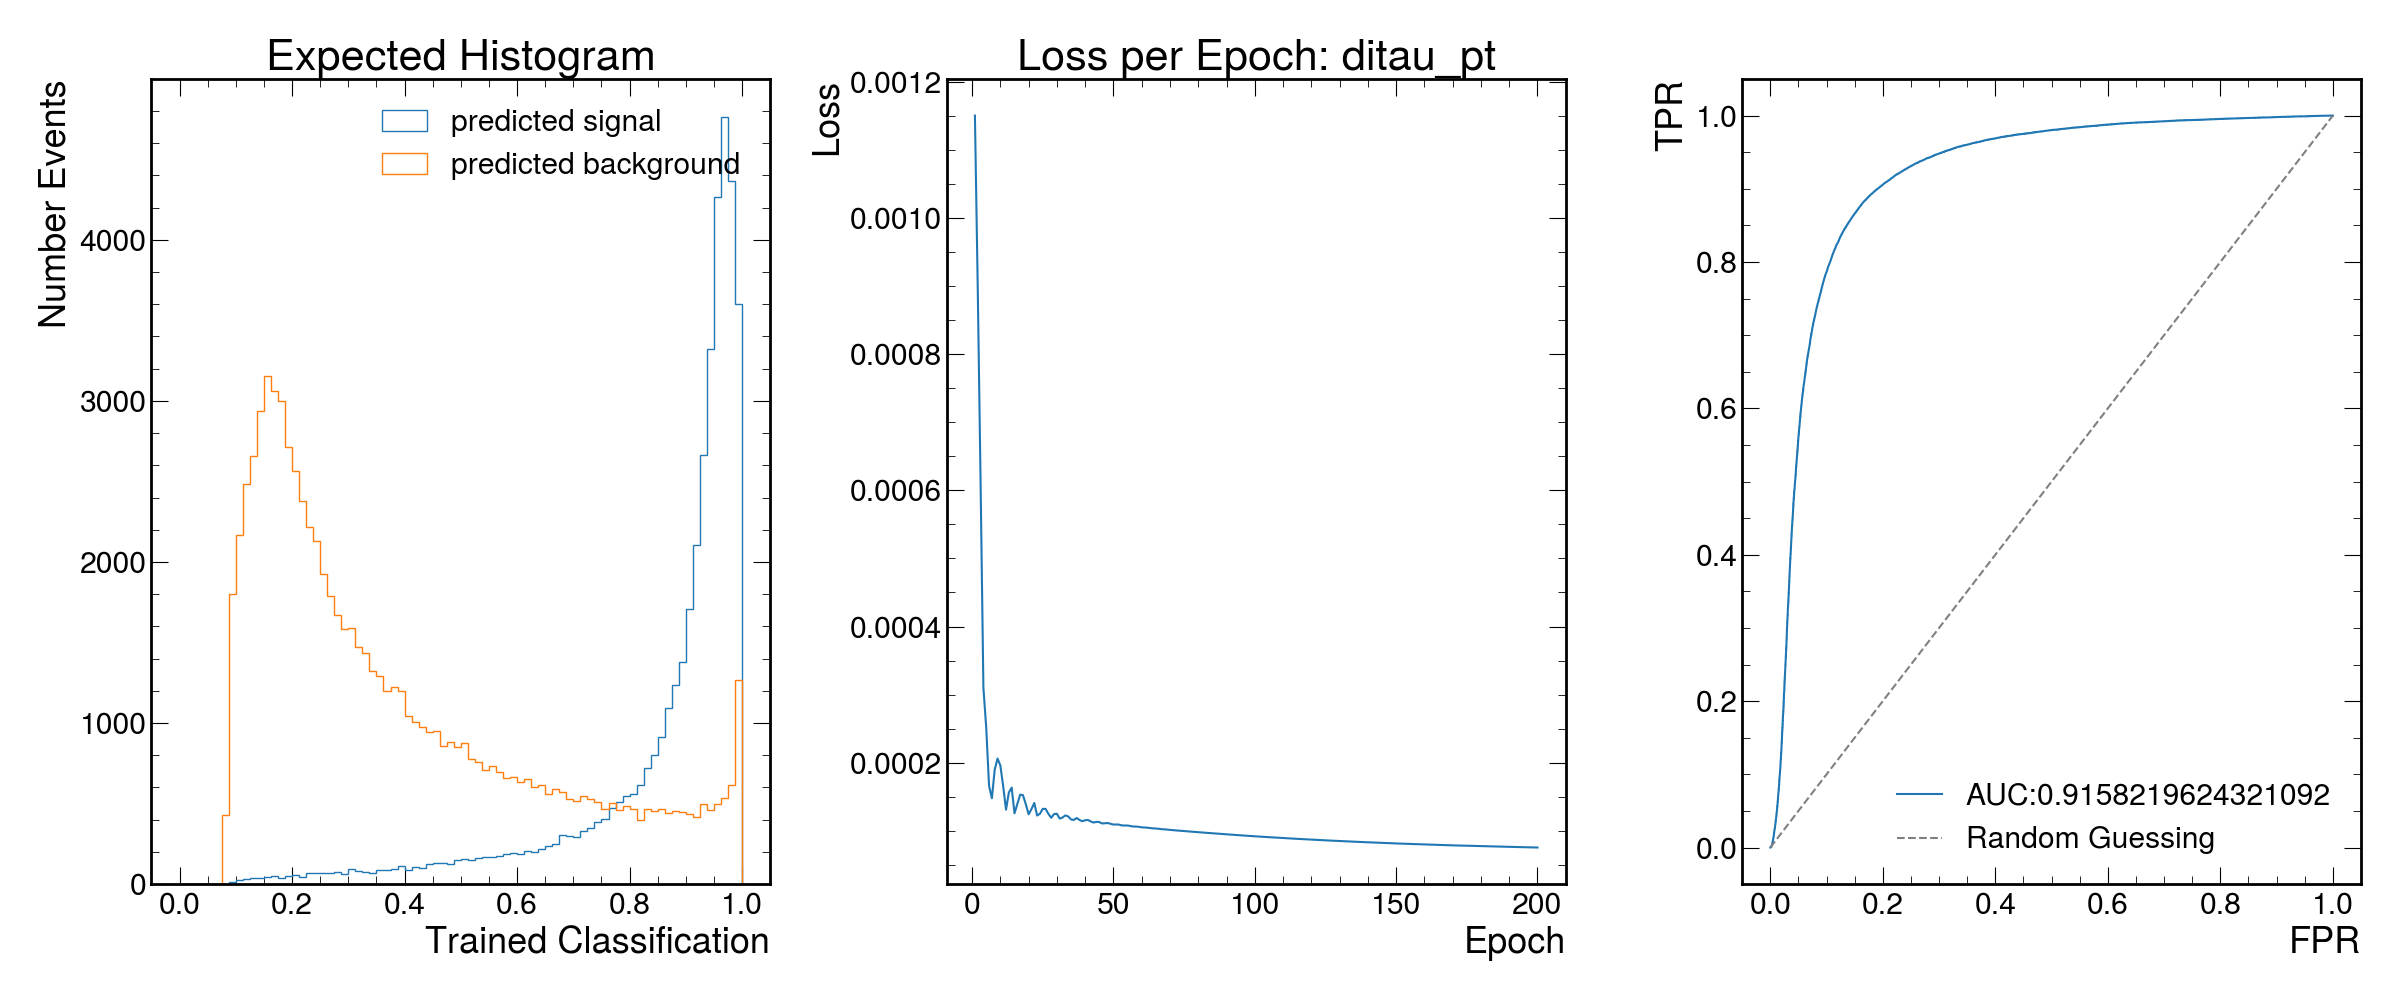 Expected Histogram
Number Events
predicted signal
predicted background
4000
3000
2000
1000
0
0.0 0.2 0.4 0.6 0.8 1.0
Trained Classification
Loss per Epoch: ditau_pt
Loss
0.0012
0.0010
0.0008
0.0006
0.0004
0.0002
0 50 100 150 200
Epoch
TPR
1.0
0.8
0.6
0.4
0.2
0.0
AUC:0.9158219624321092
Random Guessing
0.0 0.2 0.4 0.6 0.8 1.0
FPR